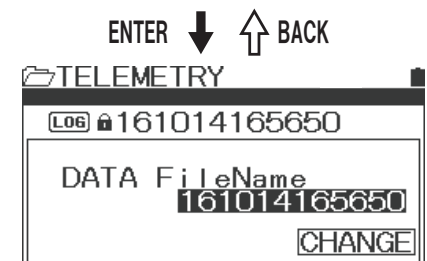 ENTER BACK
TELEMETRY
LOG 161014165650
DATA FileName
161014165650
CHANGE